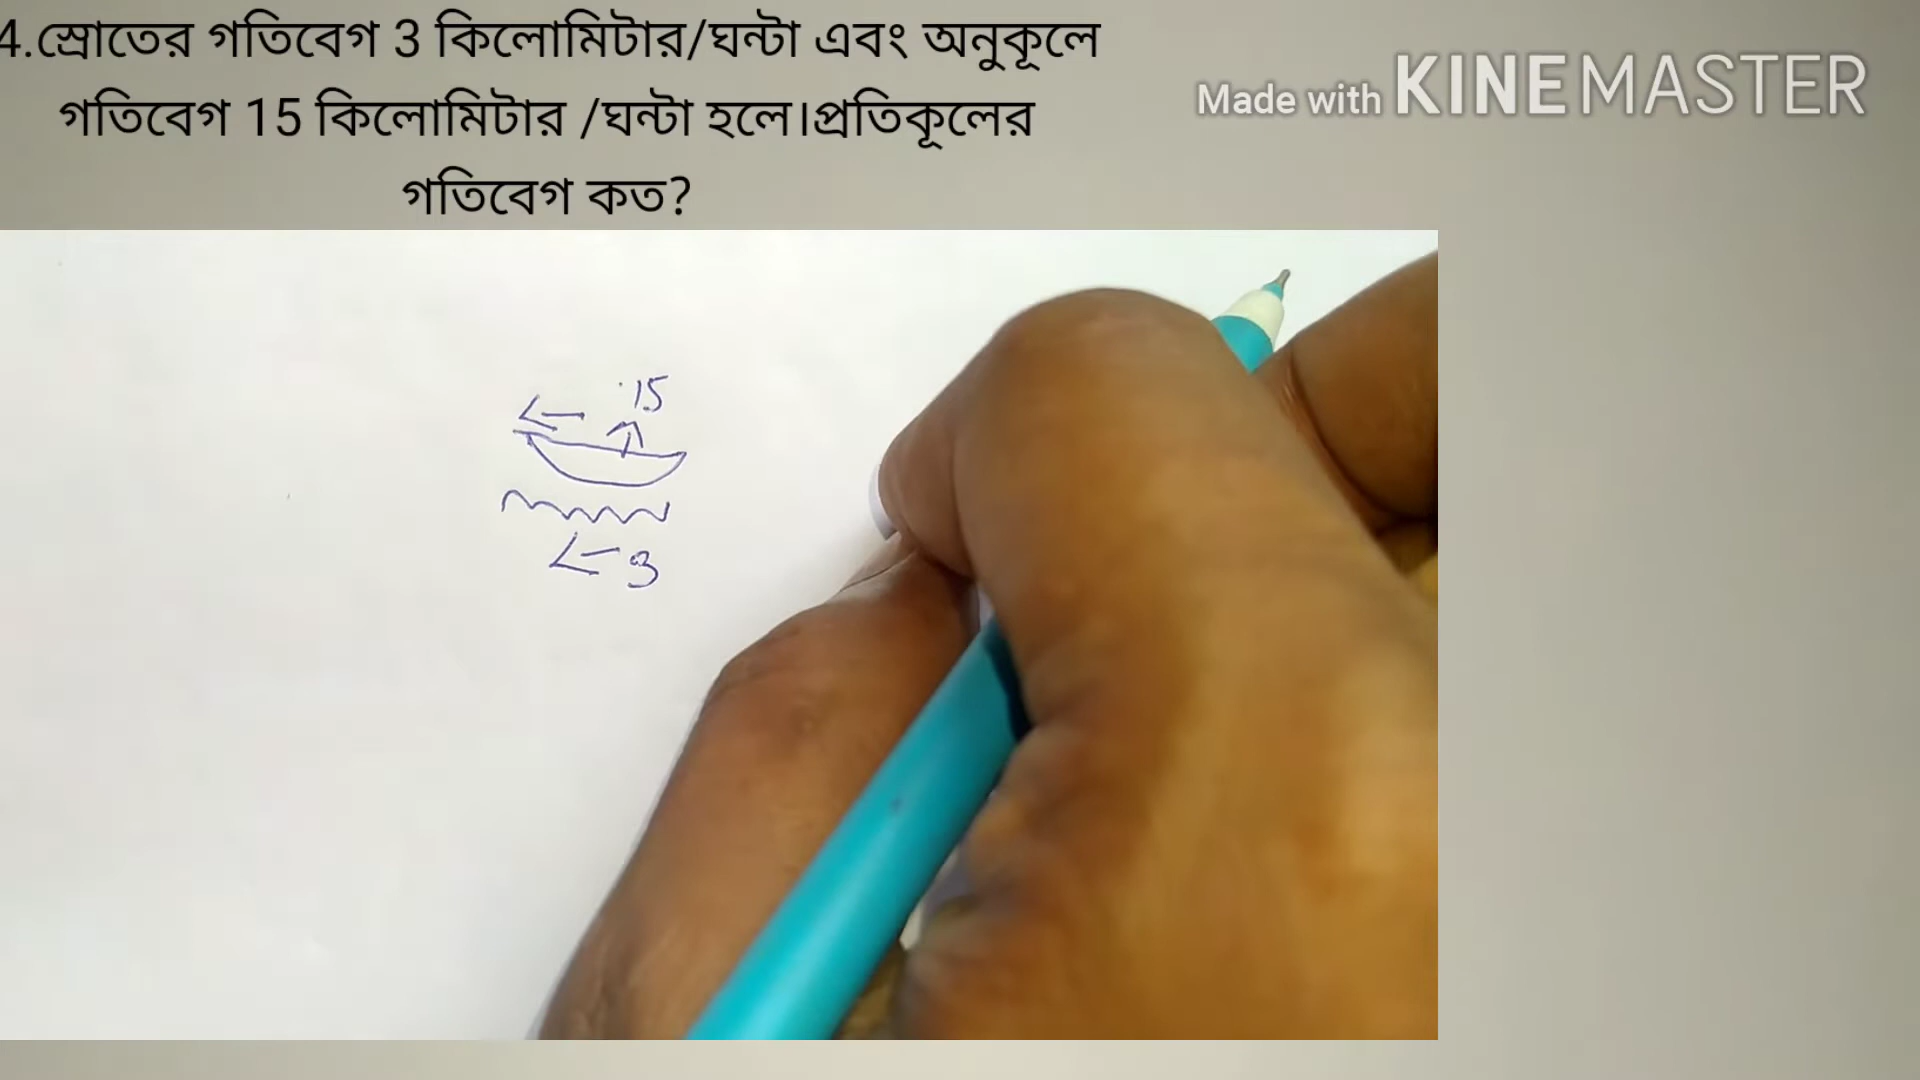 4.স্রোতের গতিবেগ 3 কিলোমিটার/ঘন্টা এবং অনুকূলে
গতিবেগ 15 কিলোমিটার /ঘন্টা হলে।প্রতিকূলের
গতিবেগ কত?
Made with KINEMASTER
15
3